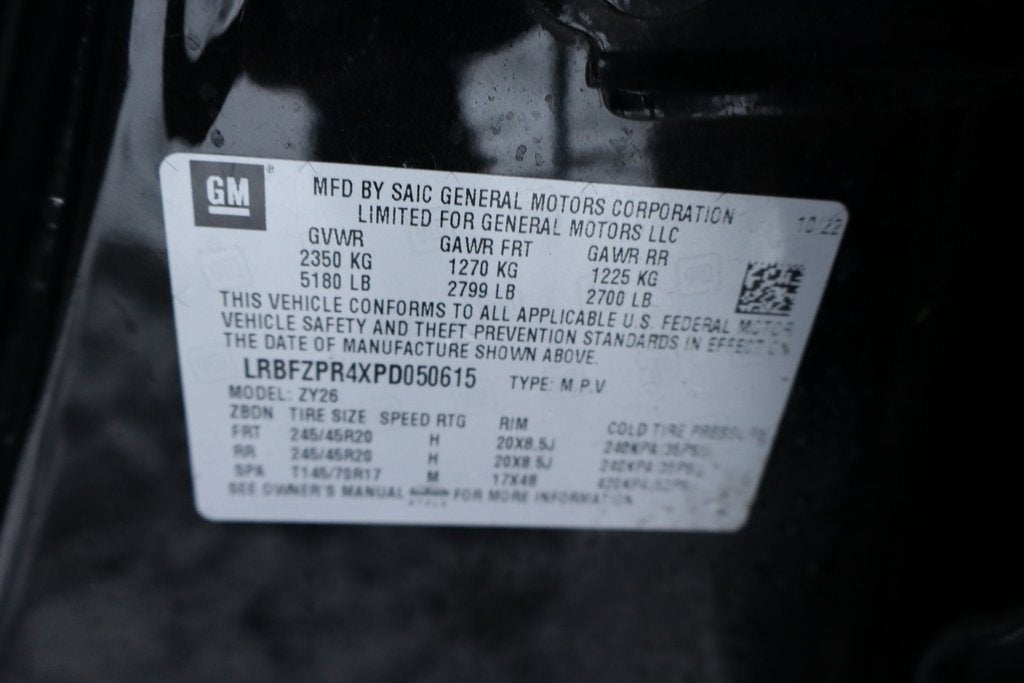 GM
MFD BY SAIC GENERAL MOTORS CORPORATION
LIMITED FOR GENERAL MOTORS LLC
10/22
GVWR GAWR FRT GAWR RR
2350 KG 1270 KG 1225 KG
5180 LB 2799 LB 2700 LB
THIS VEHICLE CONFORMS TO ALL APPLICABLE U.S. FEDERAL MOTOR
VEHICLE SAFETY AND THEFT PREVENTION STANDARDS IN EFFECT ON
THE DATE OF MANUFACTURE SHOWN ABOVE.
LRBFZPR4XPD050615 TYPE: M.P.V
MODEL: ZY26
ZBDN TIRE SIZE SPEED RTG RIM COLD TIRE PRESSURE
FRT 245/45R20 H 20X8.5J 240KPA/35PSI
RR 245/45R20 H 20X8.5J 240KPA/35PSI
SPA T145/70R17 M 17X4B 420KPA/
SEE OWNER'S MANUAL FOR MORE INFORMATION